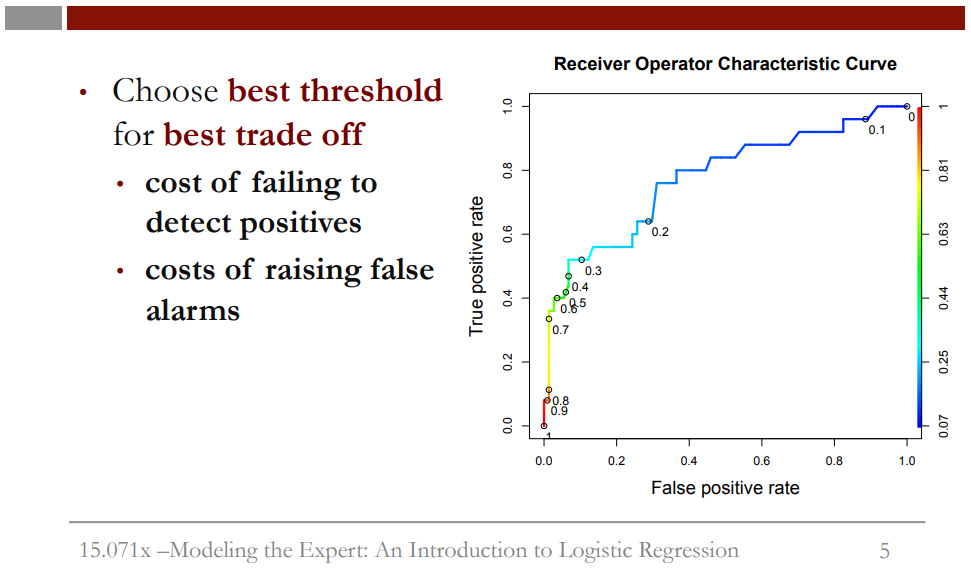 • Choose best threshold
for best trade off
• cost of failing to
detect positives
• costs of raising false
alarms
Receiver Operator Characteristic Curve
True positive rate
1.0
0.8
0.6
0.4
0.2
0.0
0
0.1
0.2
0.3
0.4
0.5
0.6
0.7
0.8
0.9
1
1
0.81
0.63
0.44
0.25
0.07
0.0 0.2 0.4 0.6 0.8 1.0
False positive rate
15.071x –Modeling the Expert: An Introduction to Logistic Regression 5